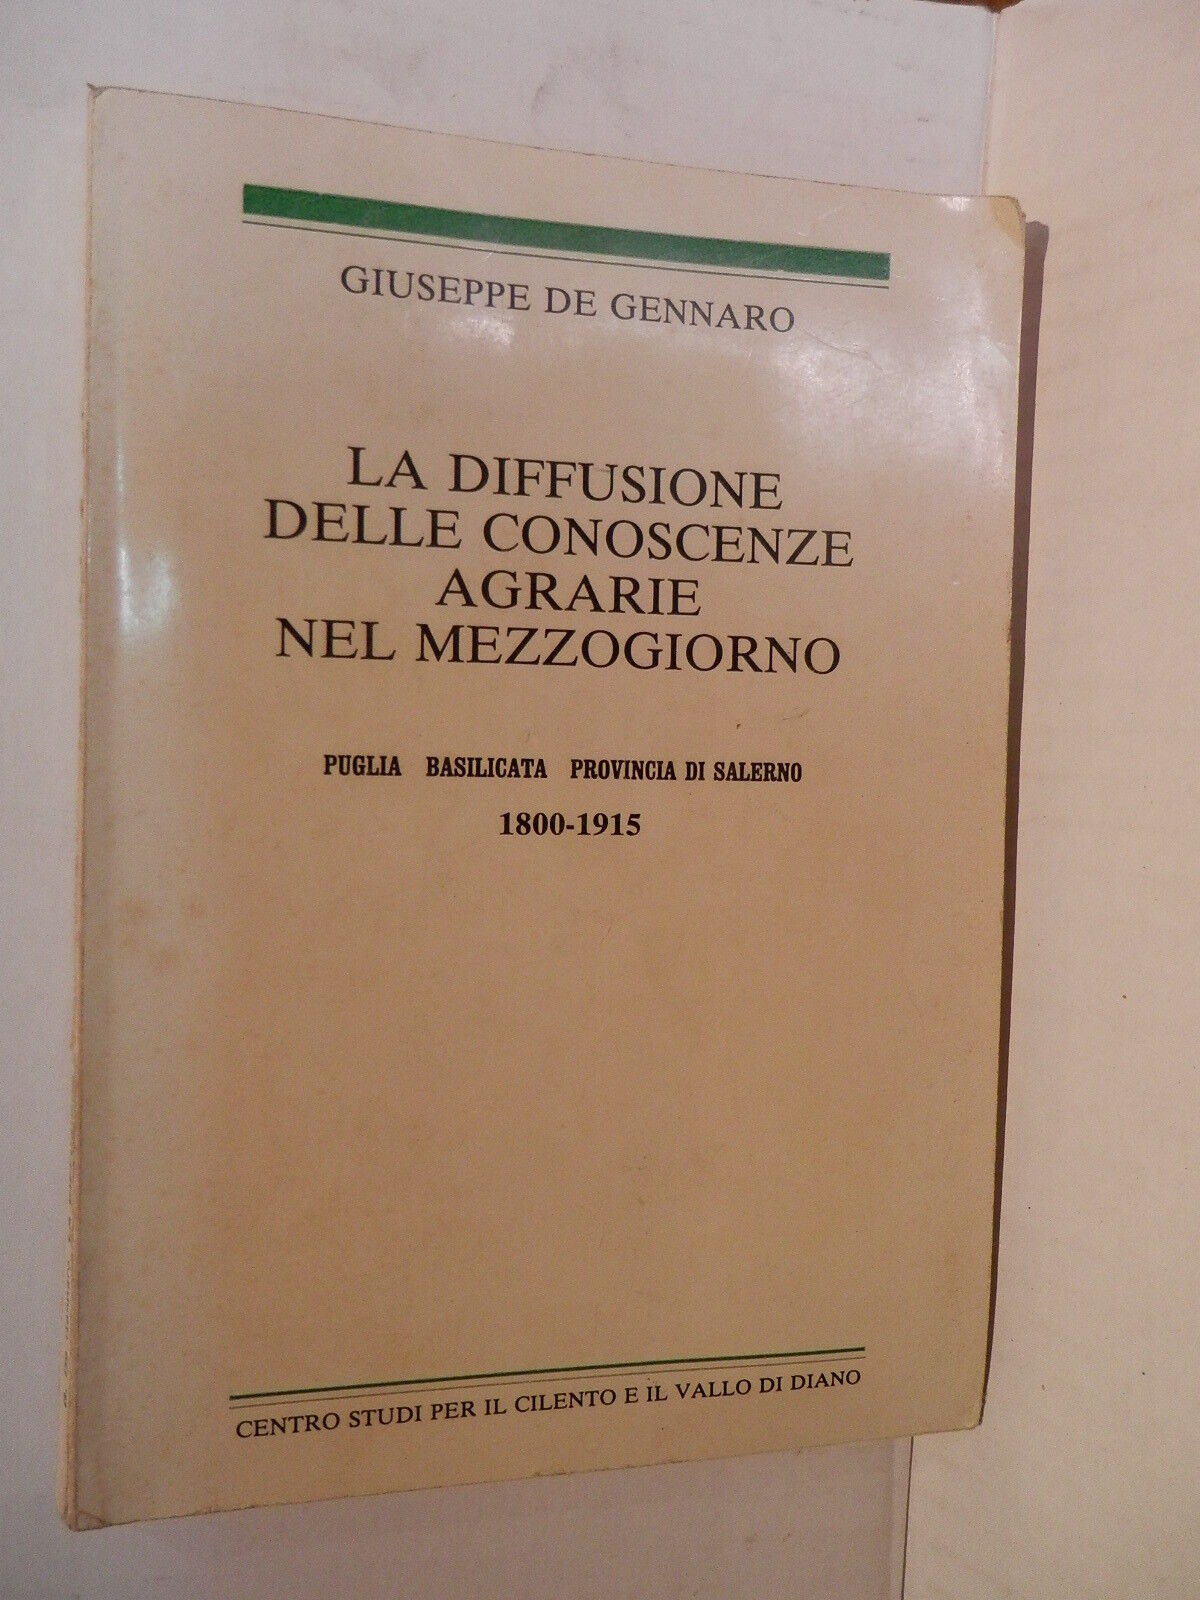 GIUSEPPE DE GENNARO
LA DIFFUSIONE
DELLE CONOSCENZE
AGRARIE
NEL MEZZOGIORNO
PUGLIA BASILICATA PROVINCIA DI SALERNO
1800-1915
CENTRO STUDI PER IL CILENTO E IL VALLO DI DIANO